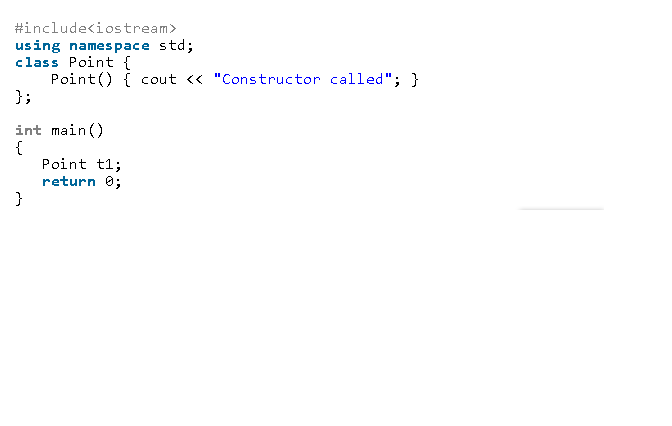 #include<iostream>
using namespace std;
class Point {
    Point() { cout << "Constructor called"; }
};
int main()
{
   Point t1;
   return 0;
}